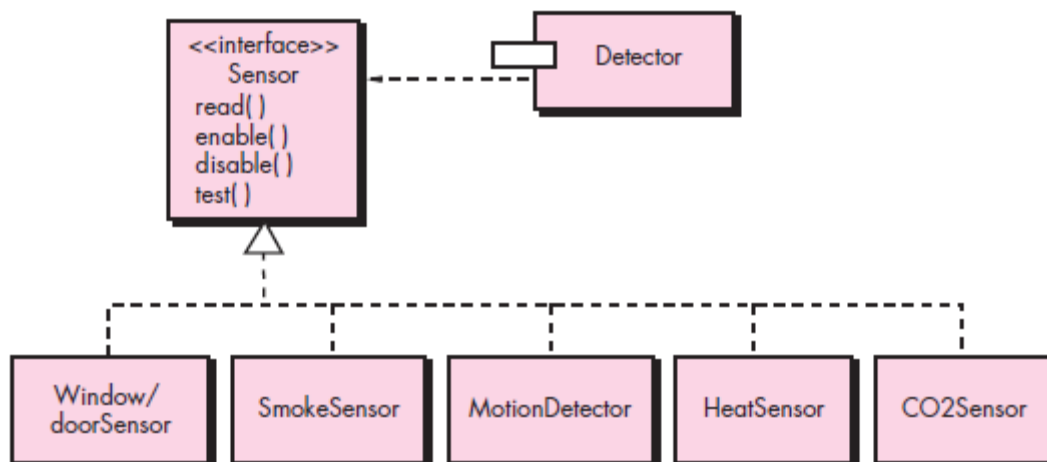 <<interface>>
Sensor
read( )
enable( )
disable( )
test( )
Detector
Window/
doorSensor
SmokeSensor
MotionDetector
HeatSensor
CO2Sensor